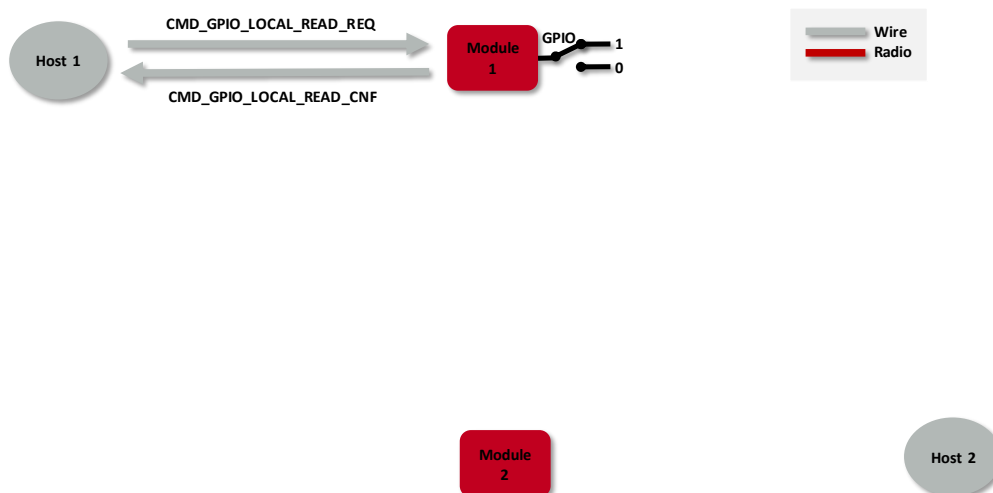 CMD_GPIO_LOCAL_READ_REQ
Host 1
Module
1
GPIO
1
0
CMD_GPIO_LOCAL_READ_CNF
Wire
Radio
Module
2
Host 2